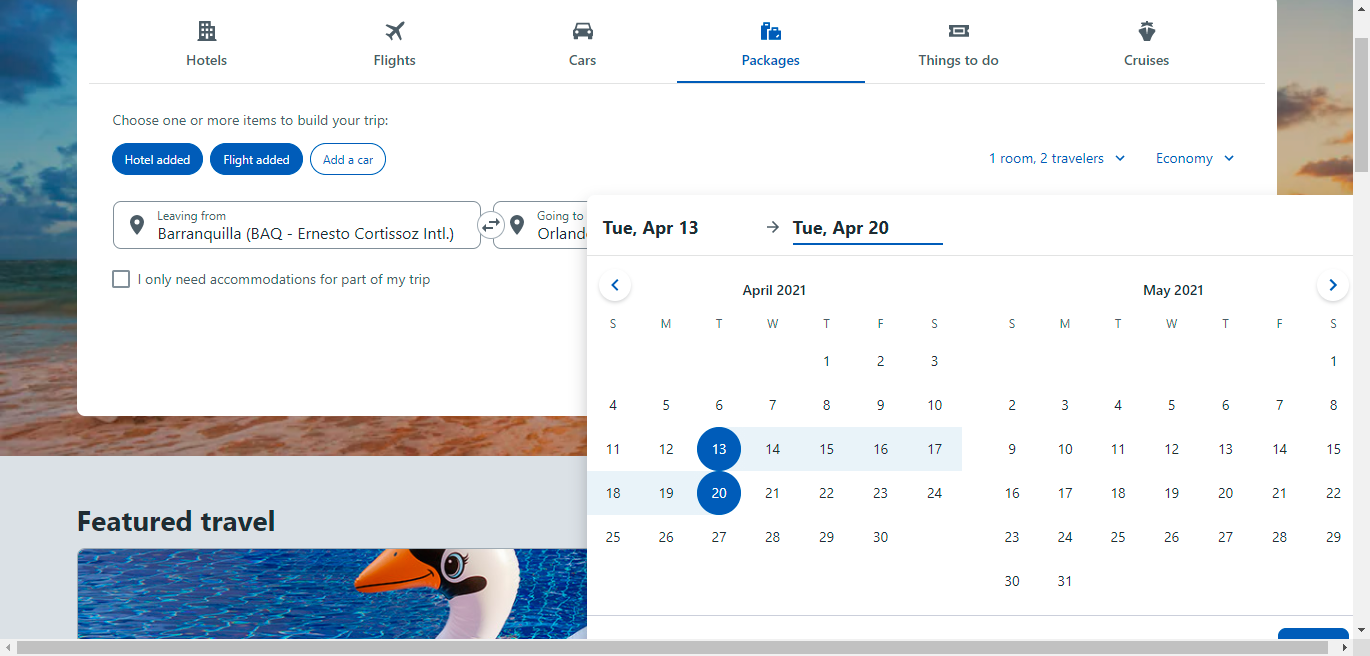 Hotels
Flights
Cars
Packages
Things to do
Cruises
Choose one or more items to build your trip:
Hotel added
Flight added
Add a car
1 room, 2 travelers
Economy
Leaving from
Barranquilla (BAQ - Ernesto Cortissoz Intl.)
Going to
Tue, Apr 13
Tue, Apr 20
I only need accommodations for part of my trip
April 2021
S M T W T F S
1 2 3
4 5 6 7 8 9 10
11 12 13 14 15 16 17
18 19 20 21 22 23 24
25 26 27 28 29 30
May 2021
S M T W T F S
1
2 3 4 5 6 7 8
9 10 11 12 13 14 15
16 17 18 19 20 21 22
23 24 25 26 27 28 29
30 31
Featured travel